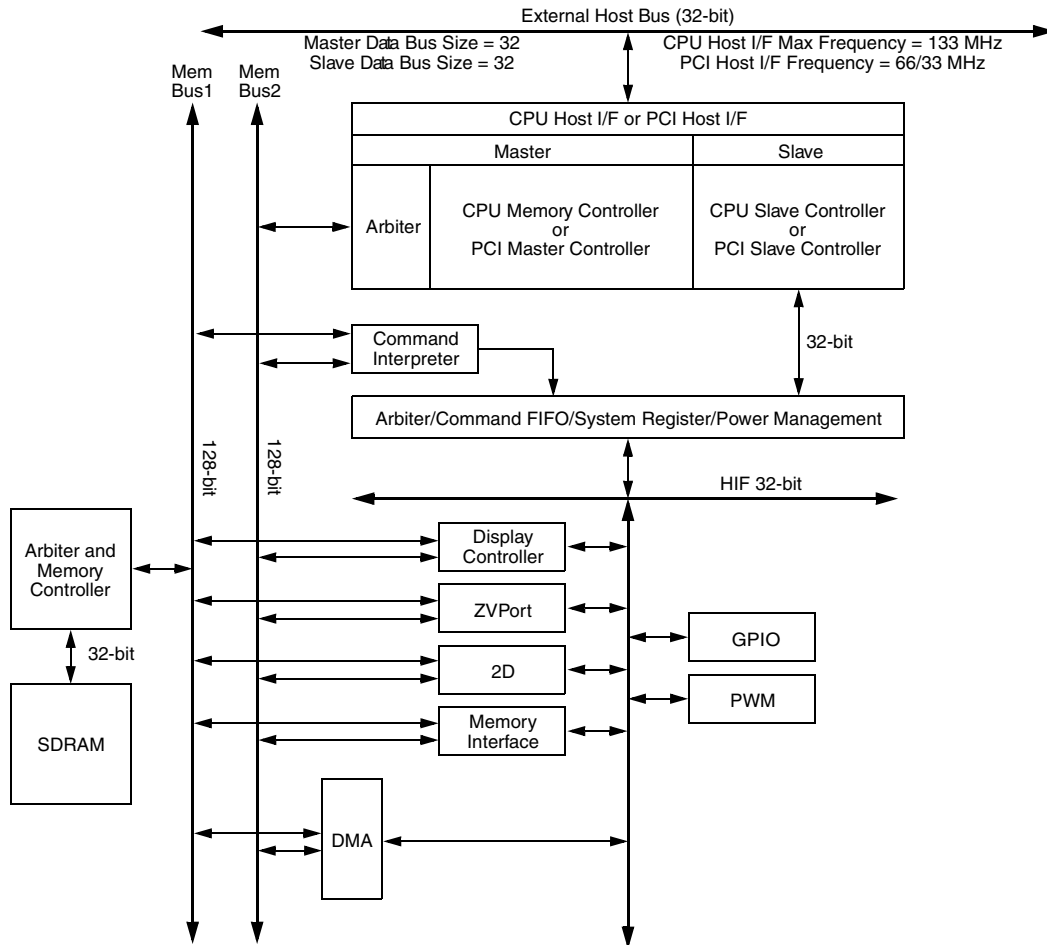 External Host Bus (32-bit)
Master Data Bus Size = 32
Slave Data Bus Size = 32
CPU Host I/F Max Frequency = 133 MHz
PCI Host I/F Frequency = 66/33 MHz
Mem
Bus1
Mem
Bus2
CPU Host I/F or PCI Host I/F
Master
Slave
Arbiter
CPU Memory Controller
or
PCI Master Controller
CPU Slave Controller
or
PCI Slave Controller
Command
Interpreter
32-bit
Arbiter/Command FIFO/System Register/Power Management
128-bit
128-bit
HIF 32-bit
Arbiter and
Memory
Controller
32-bit
SDRAM
Display
Controller
ZVPort
2D
Memory
Interface
GPIO
PWM
DMA